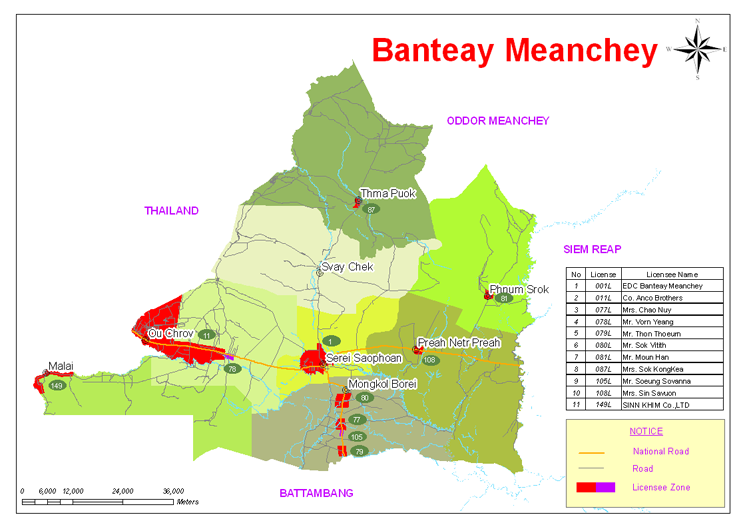 Banteay Meanchey
N
W
E
S
ODDOR MEANCHEY
THAILAND
SIEM REAP
BATTAMBANG
Thma Puok
87
Svay Chek
Phnum Srok
81
Ou Chrov
11
78
1
Serei Saophoan
Preah Netr Preah
108
Malai
149
Mongkol Borei
80
77
105
79
No License Licensee Name
1 001L EDC Banteay Meanchey
2 011L Co. Anco Brothers
3 077L Mrs. Chao Nuy
4 078L Mr. Vorn Yeang
5 079L Mr. Thon Thoeurn
6 080L Mr. Sok Vitith
7 081L Mr. Moun Han
8 087L Mrs. Sok KongKea
9 105L Mr. Soeung Sovanna
10 108L Mrs. Sin Savuon
11 149L SINN KHIM Co.,LTD
NOTICE
National Road
Road
Licensee Zone
0 6,000 12,000 24,000 36,000
Meters